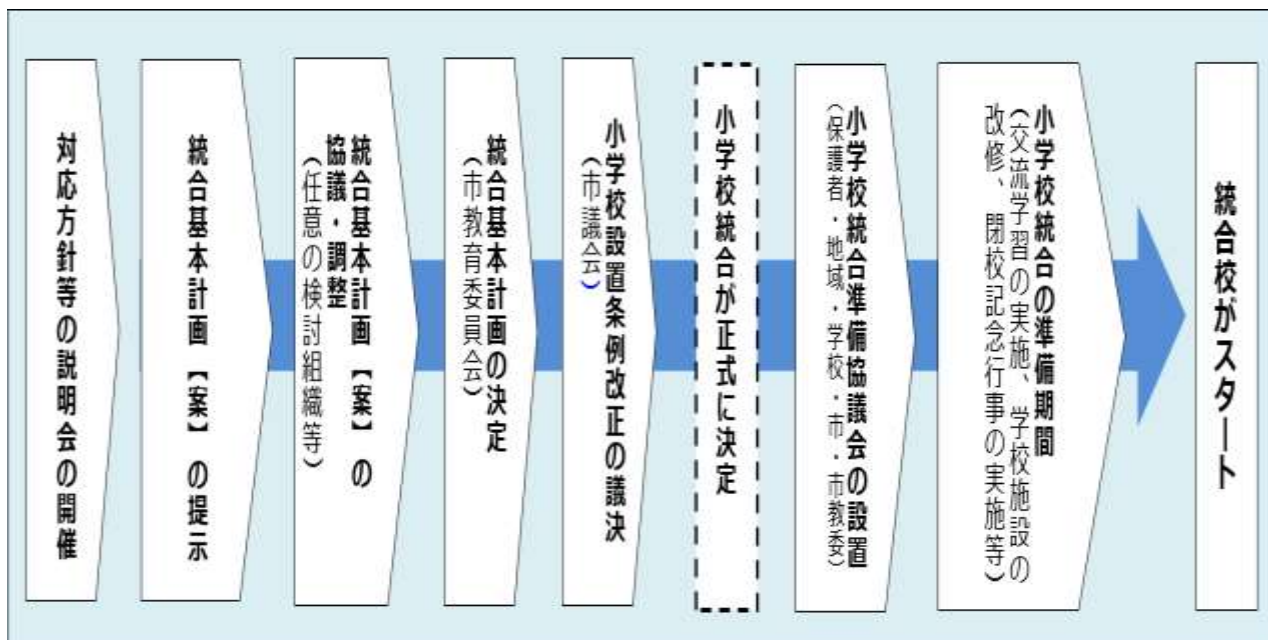 対応方針等の説明会の開催
統合基本計画【案】の提示
統合基本計画【案】の
協議・調整
（任意の検討組織等）
統合基本計画の決定
（市教育委員会）
小学校設置条例改正の議決
（市議会）
小学校統合が正式に決定
小学校統合準備協議会の設置
（保護者・地域・学校・市・市教委）
小学校統合の準備期間
（交流学習の実施、学校施設の
改修、閉校記念行事の実施等）
統合校がスタート